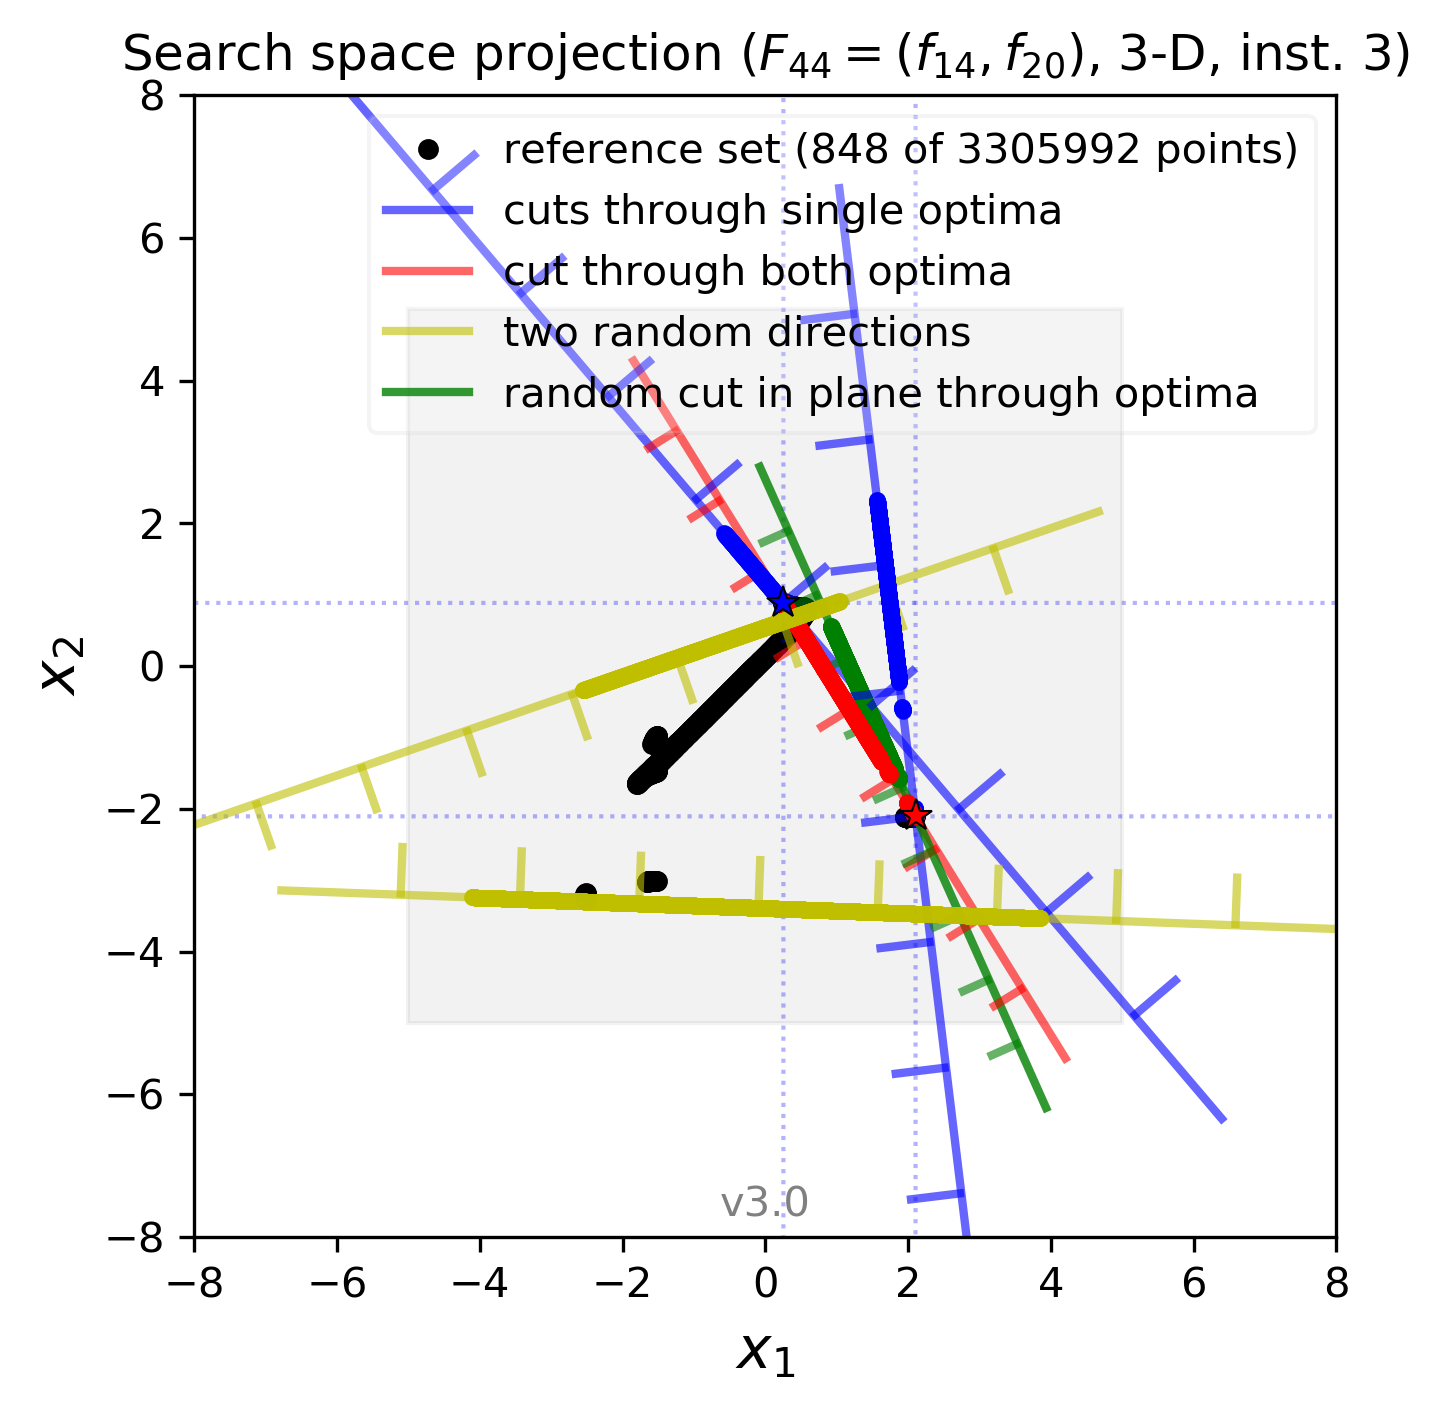 Search space projection (F44 = (f14, f20), 3-D, inst. 3)
reference set (848 of 3305992 points)
cuts through single optima
cut through both optima
two random directions
random cut in plane through optima
8
6
4
2
0
−2
−4
−6
−8
x2
v3.0
−8 −6 −4 −2 0 2 4 6 8
x1